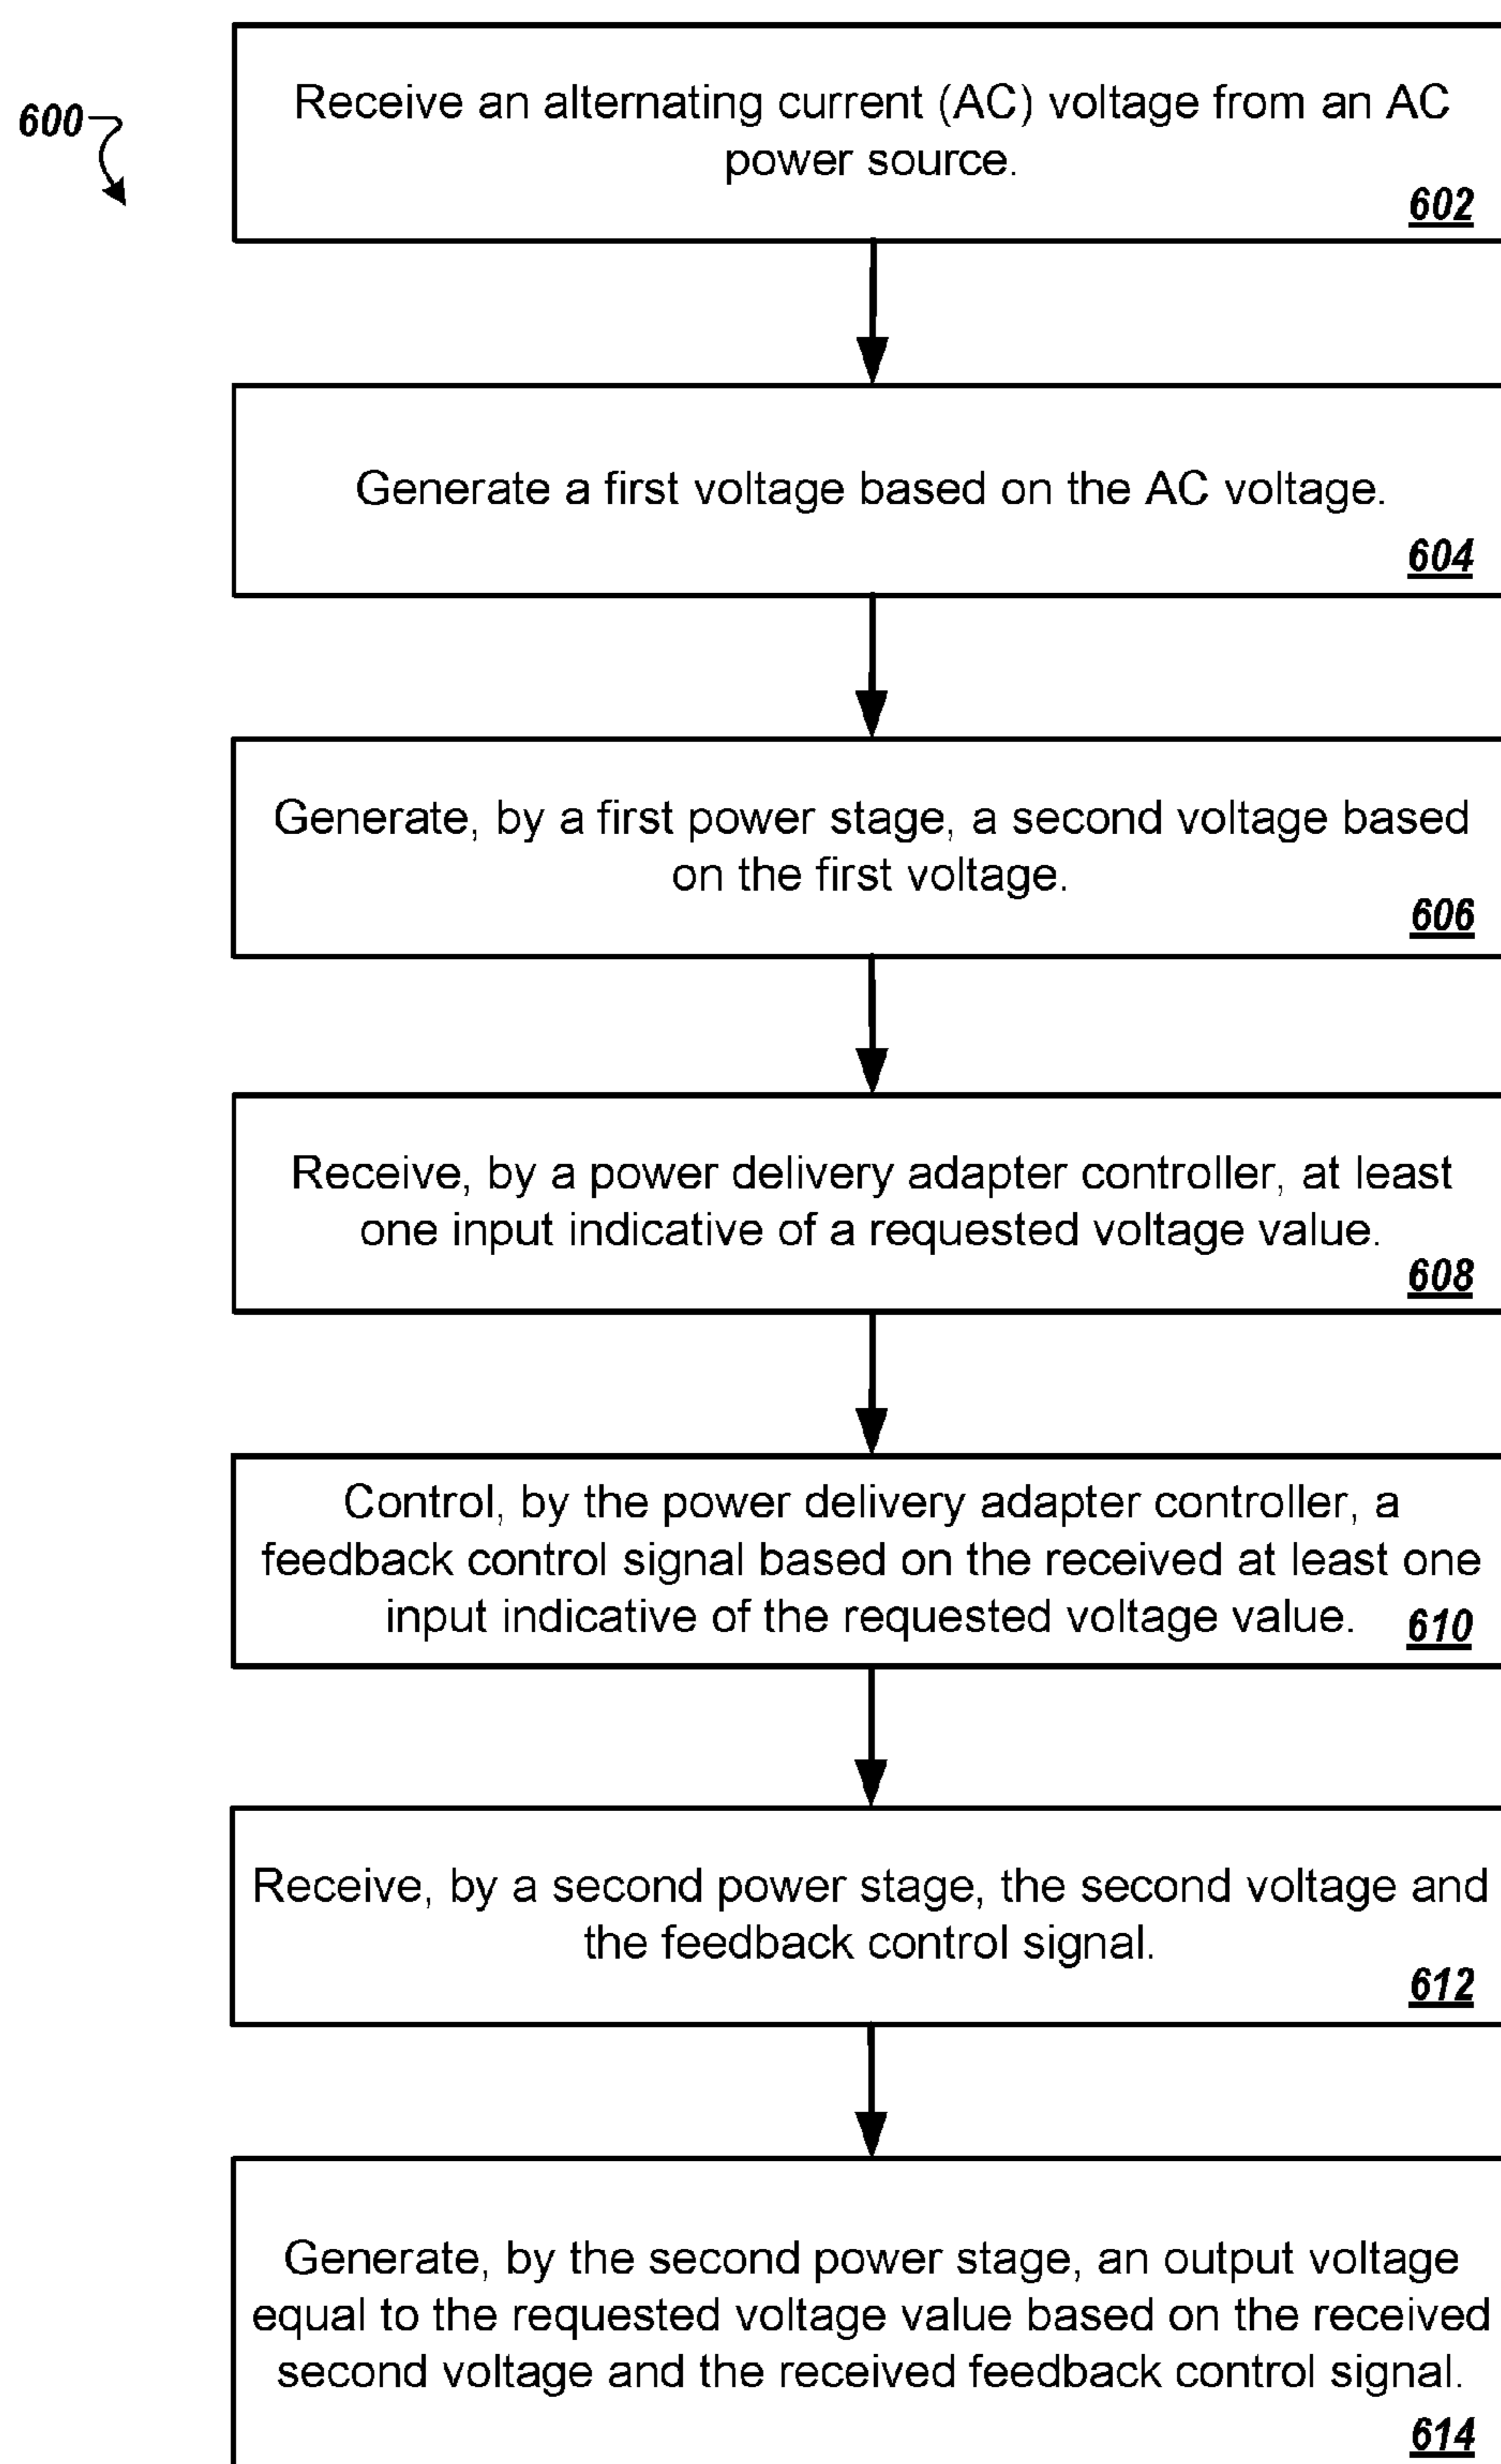 600
Receive an alternating current (AC) voltage from an AC
power source.
602
Generate a first voltage based on the AC voltage.
604
Generate, by a first power stage, a second voltage based
on the first voltage.
606
Receive, by a power delivery adapter controller, at least
one input indicative of a requested voltage value.
608
Control, by the power delivery adapter controller, a
feedback control signal based on the received at least one
input indicative of the requested voltage value. 610
Receive, by a second power stage, the second voltage and
the feedback control signal.
612
Generate, by the second power stage, an output voltage
equal to the requested voltage value based on the received
second voltage and the received feedback control signal.
614